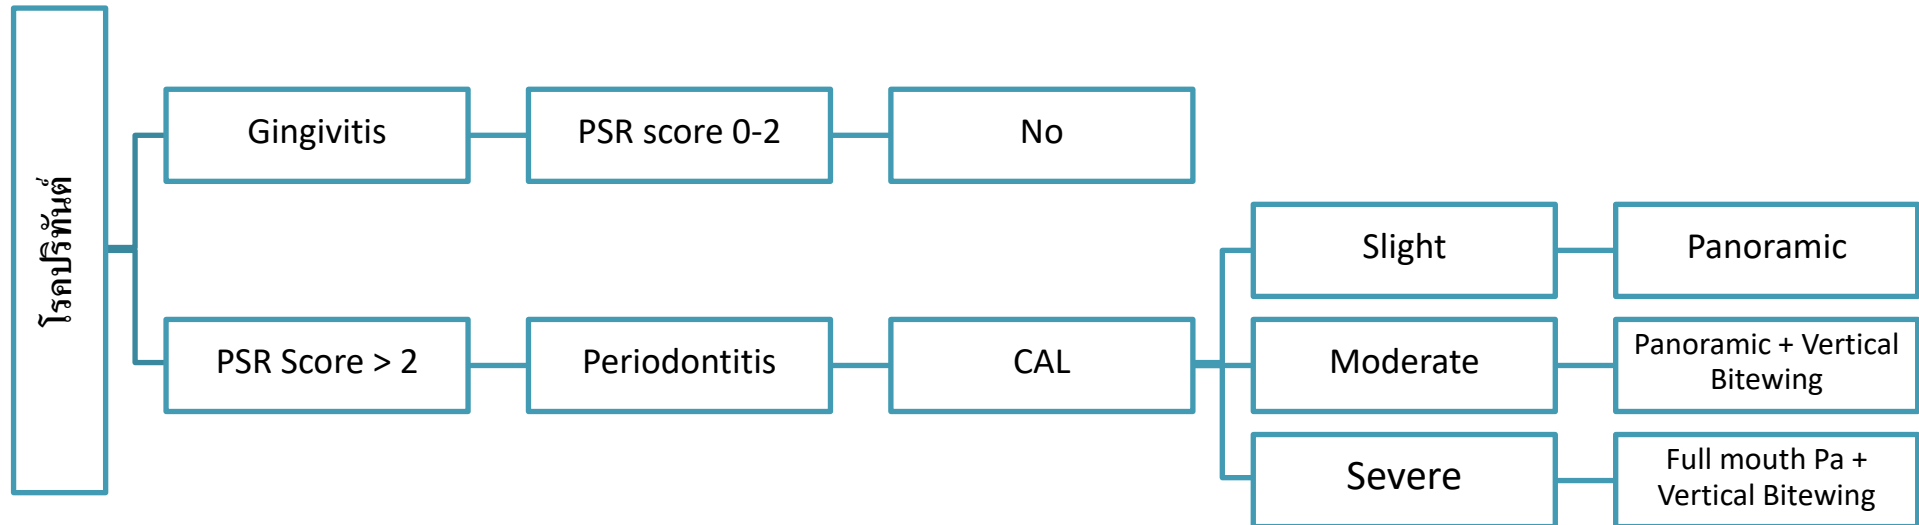 โรคปริทันต์
Gingivitis
PSR score 0-2
No
PSR Score > 2
Periodontitis
CAL
Slight
Panoramic
Moderate
Panoramic + Vertical
Bitewing
Severe
Full mouth Pa +
Vertical Bitewing